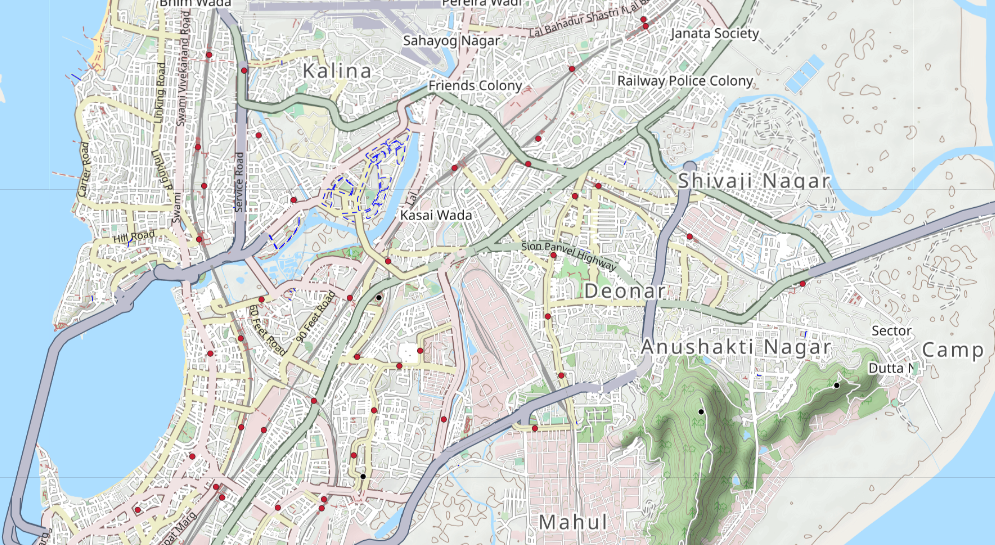 Bhim Wada
Pereira Wadi
Lal Bahadur Shastri
Sahayog Nagar
Janata Society
Swami Vivekanand Road
Linking Road
Kalina
Friends Colony
Railway Police Colony
Carter Road
Linking R
Swami
Service Road
Lal
Shivaji Nagar
Kasai Wada
Hill Road
Sion Panvel Highway
Deonar
60 Feet Road
90 Feet Road
Sector
Anushakti Nagar
Camp
Dutta N
Mahul